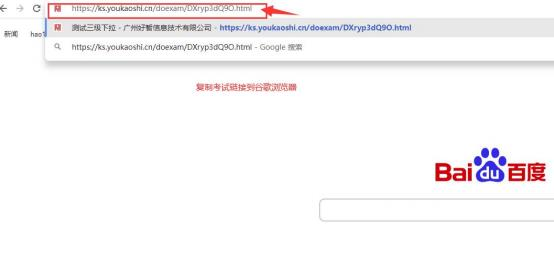 https://ks.youkaoshi.cn/doexam/DXryp3dQ9O.html
测试三级下拉 - 广州好暂信息技术有限公司 - https://ks.youkaoshi.cn/doexam/DXryp3dQ9O.html
https://ks.youkaoshi.cn/doexam/DXryp3dQ9O.html - Google 搜索
新闻
复制考试链接到谷歌浏览器
Baidu百度